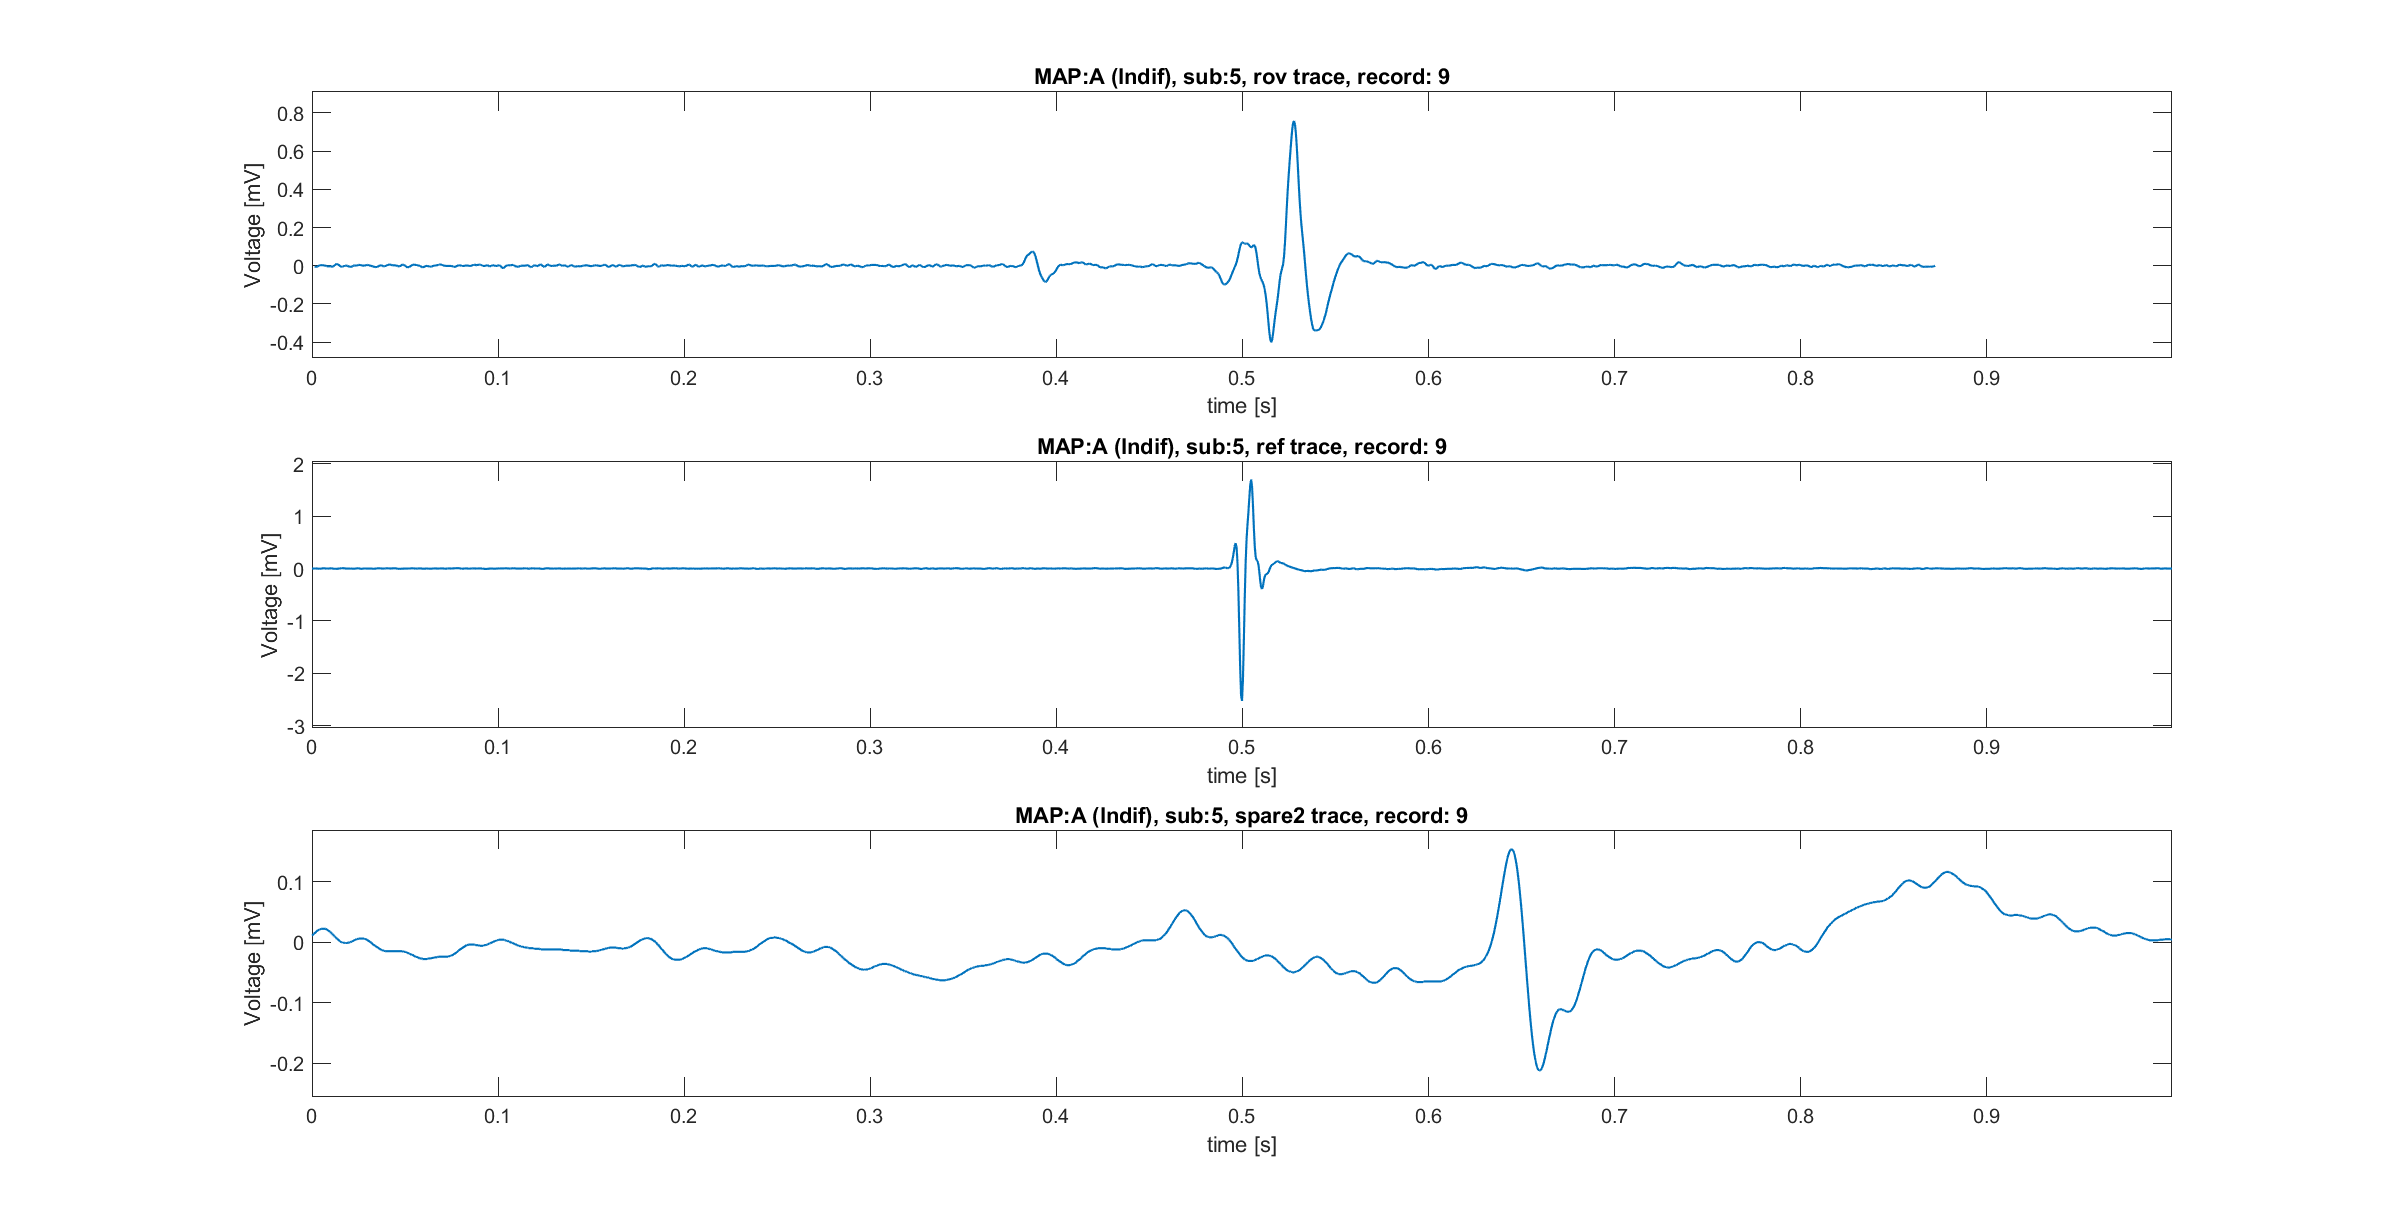 MAP:A (Indif), sub:5, rov trace, record: 9
Voltage [mV]
0.8
0.6
0.4
0.2
0
-0.2
-0.4
0 0.1 0.2 0.3 0.4 0.5 0.6 0.7 0.8 0.9
time [s]
MAP:A (Indif), sub:5, ref trace, record: 9
Voltage [mV]
2
1
0
-1
-2
-3
0 0.1 0.2 0.3 0.4 0.5 0.6 0.7 0.8 0.9
time [s]
MAP:A (Indif), sub:5, spare2 trace, record: 9
Voltage [mV]
0.1
0
-0.1
-0.2
0 0.1 0.2 0.3 0.4 0.5 0.6 0.7 0.8 0.9
time [s]